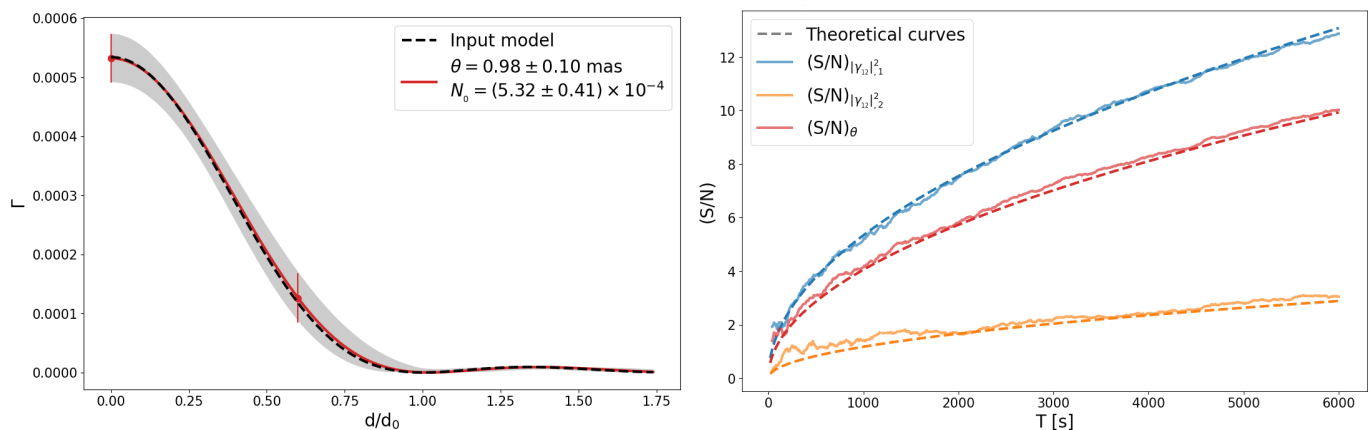 0.0006
0.0005
0.0004
0.0003
0.0002
0.0001
0.0000
Γ
Input model
θ = 0.98 ± 0.10 mas
N₀ = (5.32 ± 0.41) × 10⁻⁴
0.00 0.25 0.50 0.75 1.00 1.25 1.50 1.75
d/d₀
12
10
8
6
4
2
0
(S/N)
Theoretical curves
(S/N)|γ₁₂|²,1
(S/N)|γ₁₂|²,2
(S/N)θ
0 1000 2000 3000 4000 5000 6000
T [s]